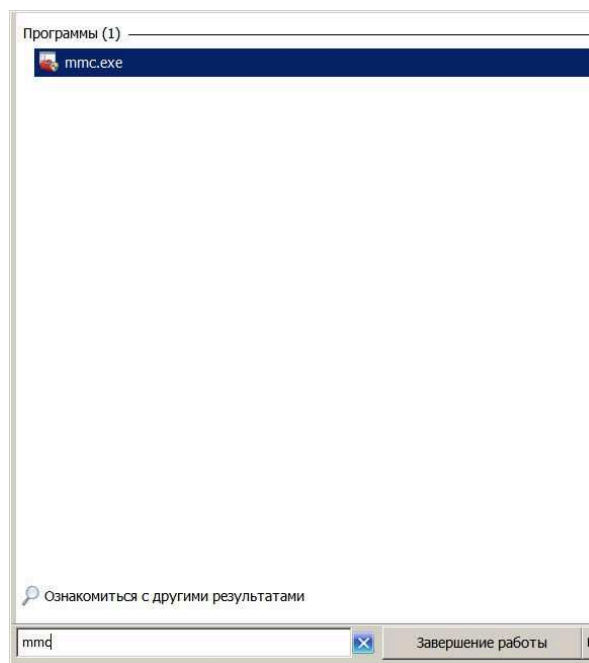 Программы (1)
mmc.exe
Ознакомиться с другими результатами
mmc
Завершение работы